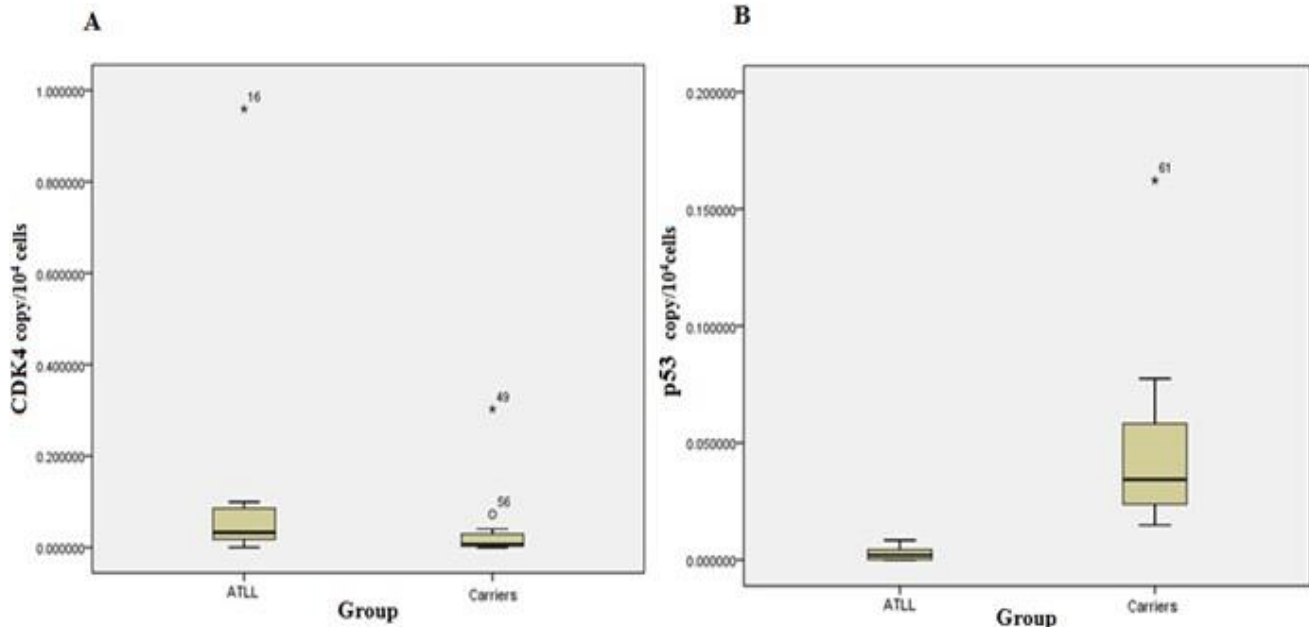 A
CDK4 copy/10⁴ cells
1.000000
0.800000
0.600000
0.400000
0.200000
0.000000
16
49
56
ATLL
Carriers
Group
B
p53 copy/10⁴cells
0.200000
0.150000
0.100000
0.050000
0.000000
61
ATLL
Carriers
Group